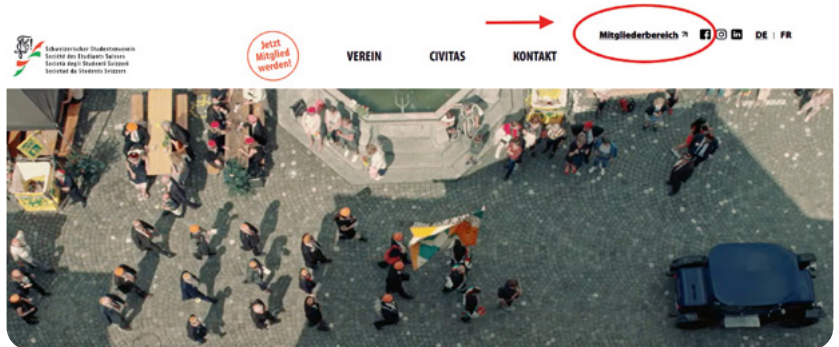 Schweizerischer Studentenverein
Société des Étudiants Suisses
Società degli Studenti Svizzeri
Societad da Students Svizzers
Jetzt
Mitglied
werden!
VEREIN
CIVITAS
KONTAKT
Mitgliederbereich
DE | FR